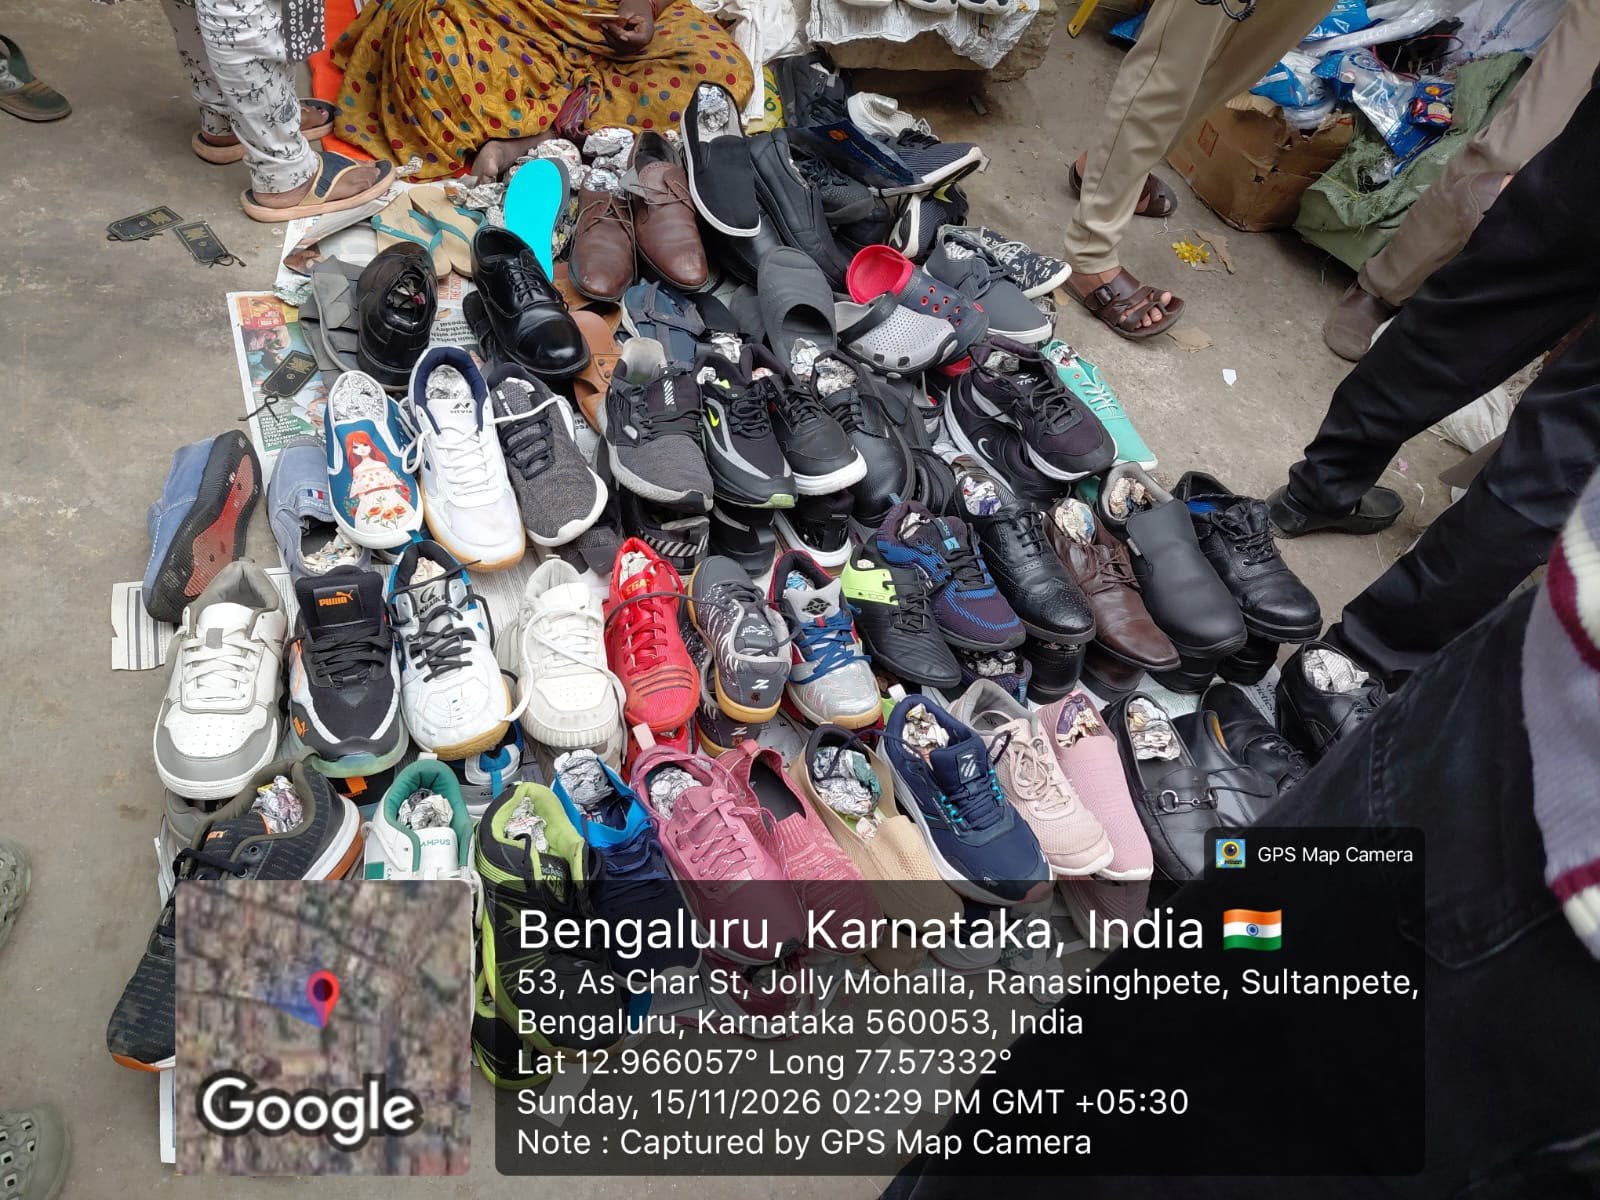 NIVIA
TRV
PUMA
Z
Z
GPS Map Camera
Bengaluru, Karnataka, India
53, As Char St, Jolly Mohalla, Ranasinghpete, Sultanpete,
Bengaluru, Karnataka 560053, India
Lat 12.966057° Long 77.57332°
Sunday, 15/11/2026 02:29 PM GMT +05:30
Note : Captured by GPS Map Camera
Google